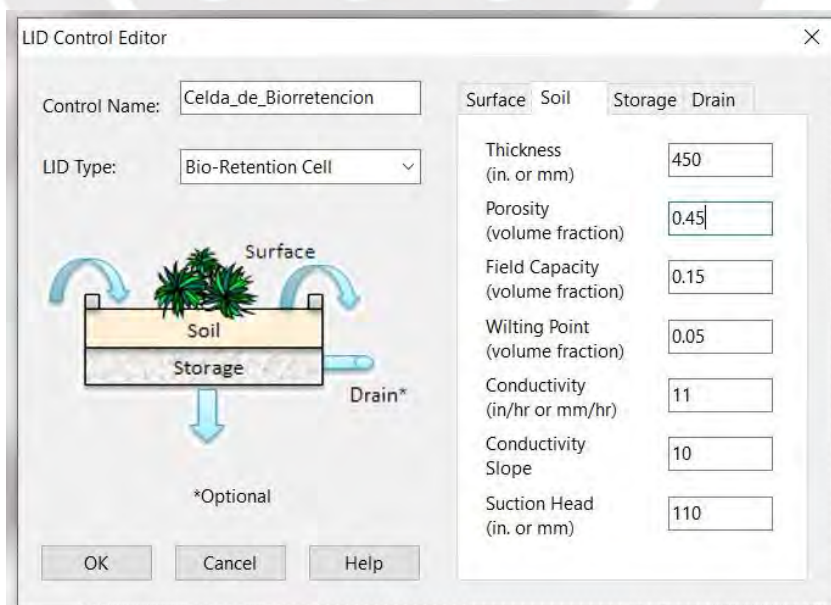 LID Control Editor
Control Name: Celda_de_Biorretencion
LID Type: Bio-Retention Cell
Surface
Soil
Storage
Drain*
*Optional
OK Cancel Help
Surface Soil Storage Drain
Thickness
(in. or mm) 450
Porosity
(volume fraction) 0.45
Field Capacity
(volume fraction) 0.15
Wilting Point
(volume fraction) 0.05
Conductivity
(in/hr or mm/hr) 11
Conductivity
Slope 10
Suction Head
(in. or mm) 110